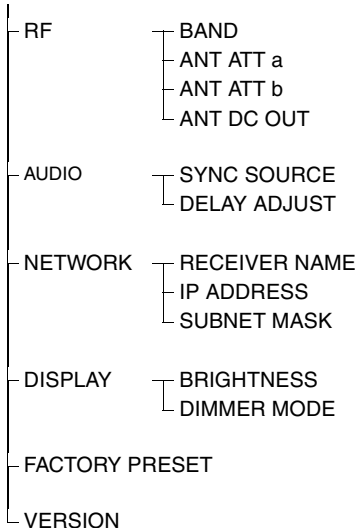 RF BAND
ANT ATT a
ANT ATT b
ANT DC OUT
AUDIO SYNC SOURCE
DELAY ADJUST
NETWORK RECEIVER NAME
IP ADDRESS
SUBNET MASK
DISPLAY BRIGHTNESS
DIMMER MODE
FACTORY PRESET
VERSION